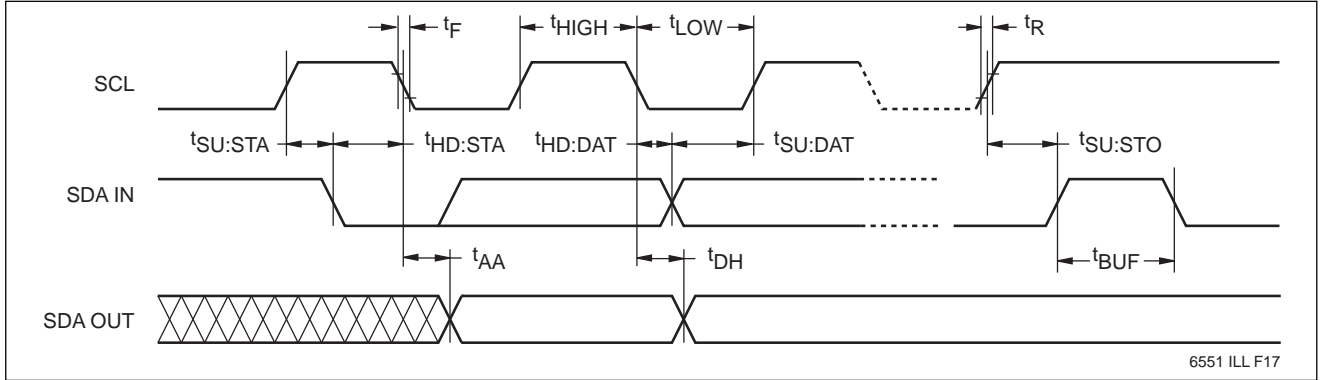 tF
tHIGH
tLOW
tR
SCL
tSU:STA
tHD:STA
tHD:DAT
tSU:DAT
tSU:STO
SDA IN
tAA
tDH
tBUF
SDA OUT
6551 ILL F17